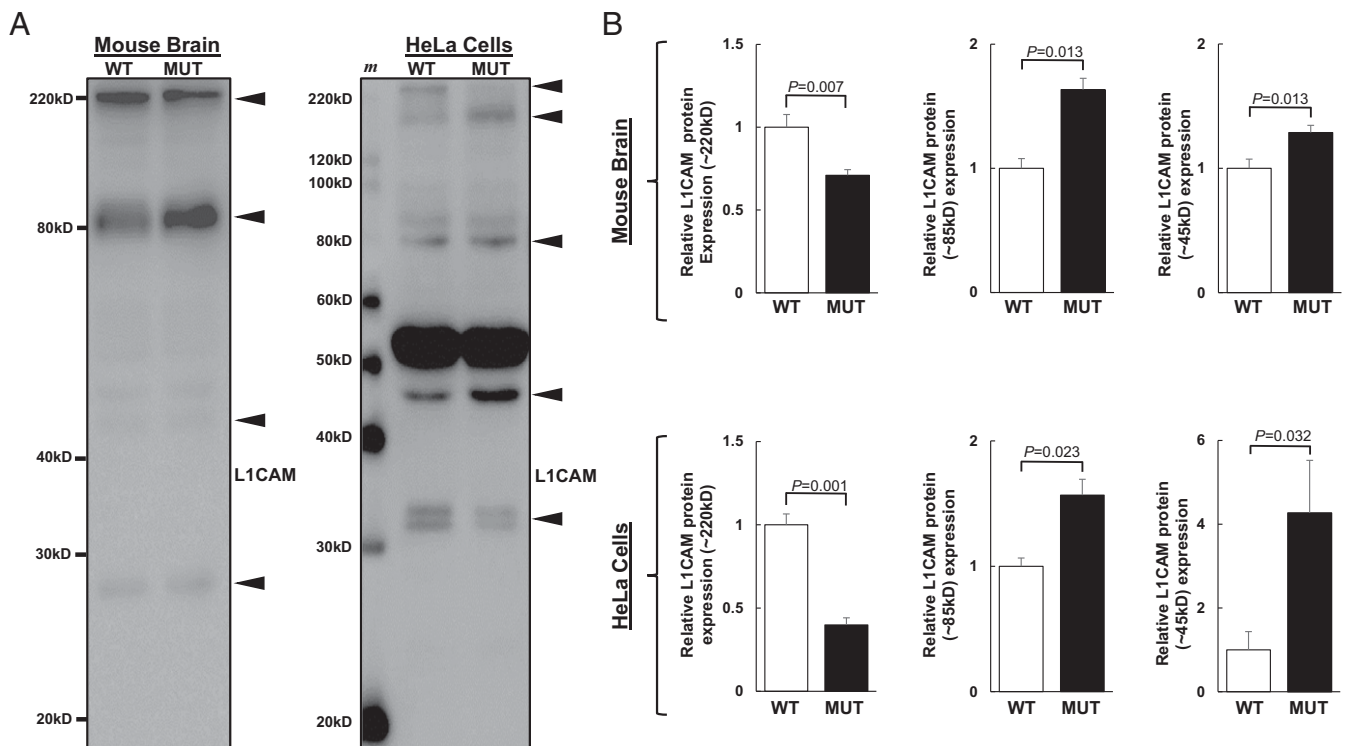 A
Mouse Brain
WT MUT
220kD
80kD
40kD
30kD
20kD
L1CAM
HeLa Cells
m WT MUT
220kD
120kD
100kD
80kD
60kD
50kD
40kD
30kD
20kD
L1CAM
B
Mouse Brain
Relative L1CAM protein
Expression (~220kD)
1.5
1
0.5
0
P=0.007
WT MUT
Relative L1CAM protein
(~85kD) expression
2
1
0
P=0.013
WT MUT
Relative L1CAM protein
(~45kD) expression
2
1
0
P=0.013
WT MUT
HeLa Cells
Relative L1CAM protein
expression (~220kD)
1.5
1
0.5
0
P=0.001
WT MUT
Relative L1CAM protein
(~85kD) expression
2
1
0
P=0.023
WT MUT
Relative L1CAM protein
(~45kD) expression
6
4
2
0
P=0.032
WT MUT